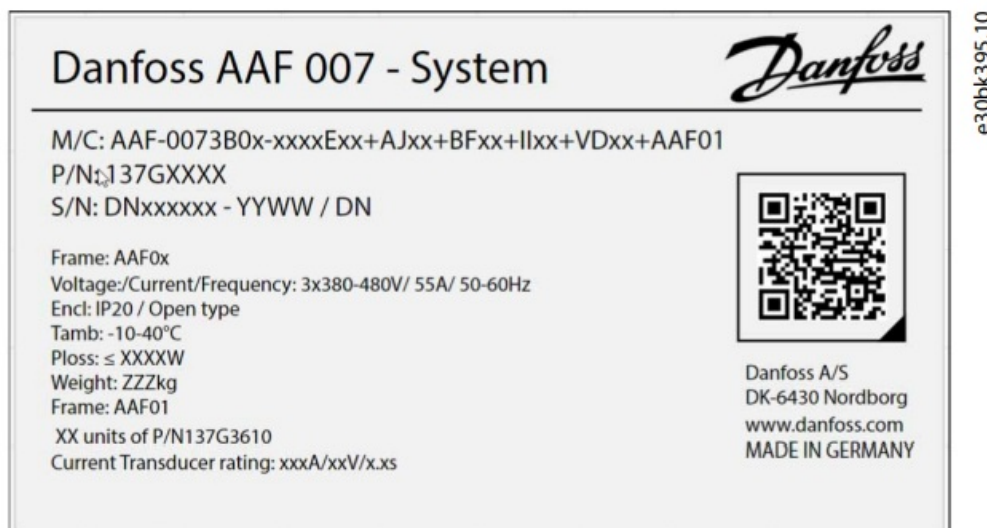 Danfoss AAF 007 - System
Danfoss
e30bk395.10
M/C: AAF-0073B0x-xxxxExx+AJxx+BFxx+IIxx+VDxx+AAF01
P/N: 137GXXXX
S/N: DNxxxxxx - YYWW / DN
Frame: AAF0x
Voltage:/Current/Frequency: 3x380-480V/ 55A/ 50-60Hz
Encl: IP20 / Open type
Tamb: -10-40°C
Ploss: ≤ XXXXW
Weight: ZZZkg
Frame: AAF01
XX units of P/N137G3610
Current Transducer rating: xxxA/xxV/x.xs
Danfoss A/S
DK-6430 Nordborg
www.danfoss.com
MADE IN GERMANY